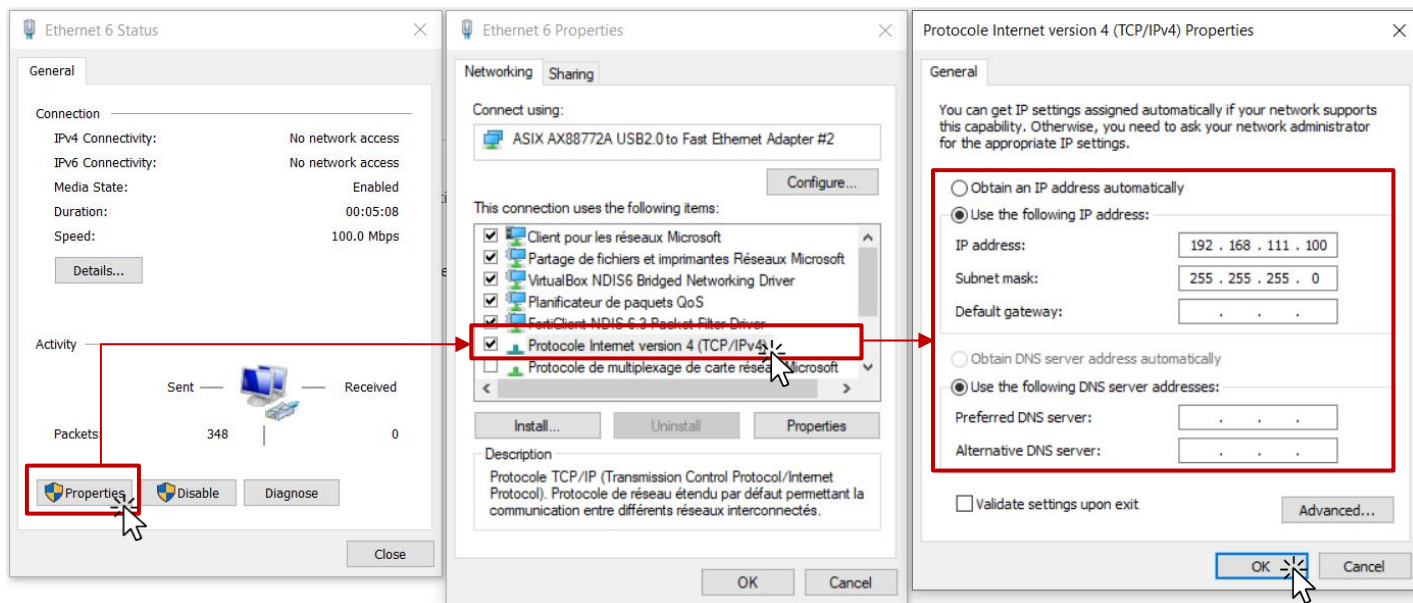 Ethernet 6 Status
General
Connection
IPv4 Connectivity: No network access
IPv6 Connectivity: No network access
Media State: Enabled
Duration: 00:05:08
Speed: 100.0 Mbps
Details...
Activity
Sent Received
Packets: 348 0
Properties Disable Diagnose
Close
Ethernet 6 Properties
Networking Sharing
Connect using:
ASIX AX88772A USB2.0 to Fast Ethernet Adapter #2
Configure...
This connection uses the following items:
Client pour les réseaux Microsoft
Partage de fichiers et imprimantes Réseaux Microsoft
VirtualBox NDIS6 Bridged Networking Driver
Planificateur de paquets QoS
FortiClient NDIS 6.3 Packet Filter Driver
Protocole Internet version 4 (TCP/IPv4)
Protocole de multiplexage de carte réseau Microsoft
Install... Uninstall Properties
Description
Protocole TCP/IP (Transmission Control Protocol/Internet
Protocol). Protocole de réseau étendu par défaut permettant la
communication entre différents réseaux interconnectés.
OK Cancel
Protocole Internet version 4 (TCP/IPv4) Properties
General
You can get IP settings assigned automatically if your network supports
this capability. Otherwise, you need to ask your network administrator
for the appropriate IP settings.
Obtain an IP address automatically
Use the following IP address:
IP address: 192 . 168 . 111 . 100
Subnet mask: 255 . 255 . 255 . 0
Default gateway: . . .
Obtain DNS server address automatically
Use the following DNS server addresses:
Preferred DNS server: . . .
Alternative DNS server: . . .
Validate settings upon exit
Advanced...
OK Cancel